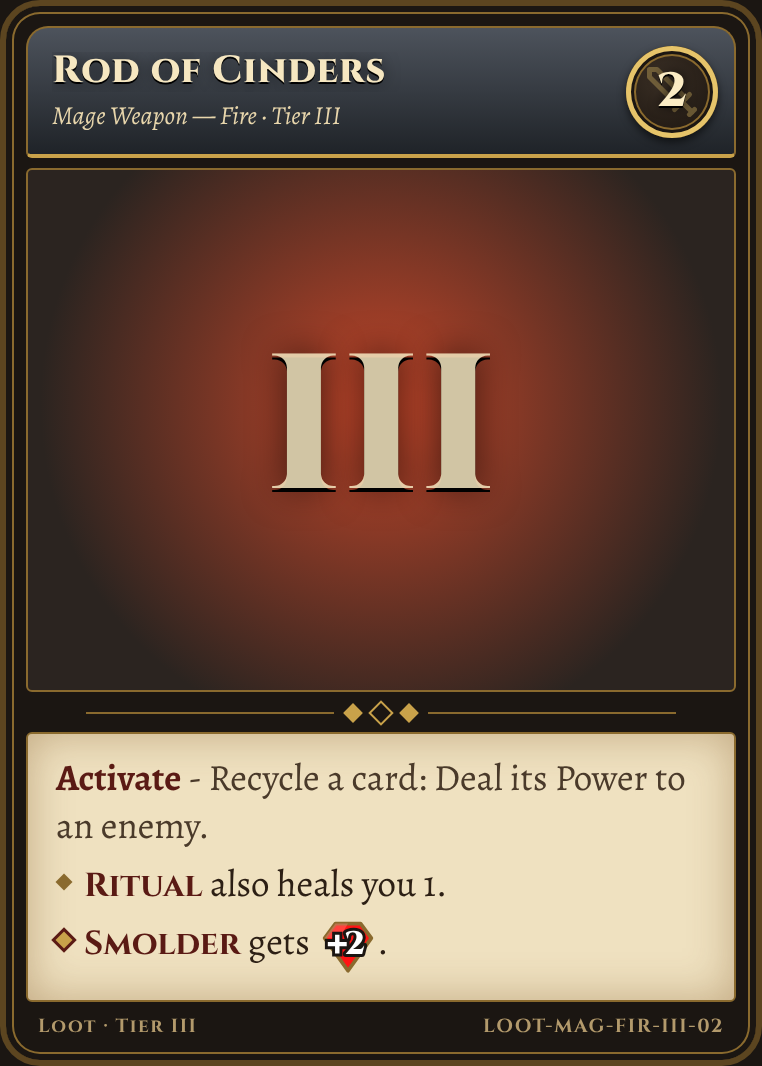 Rod of Cinders
Mage Weapon — Fire · Tier III
2
III
Activate - Recycle a card: Deal its Power to
an enemy.
Ritual also heals you 1.
Smolder gets +2 .
Loot · Tier III
LOOT-MAG-FIR-III-02